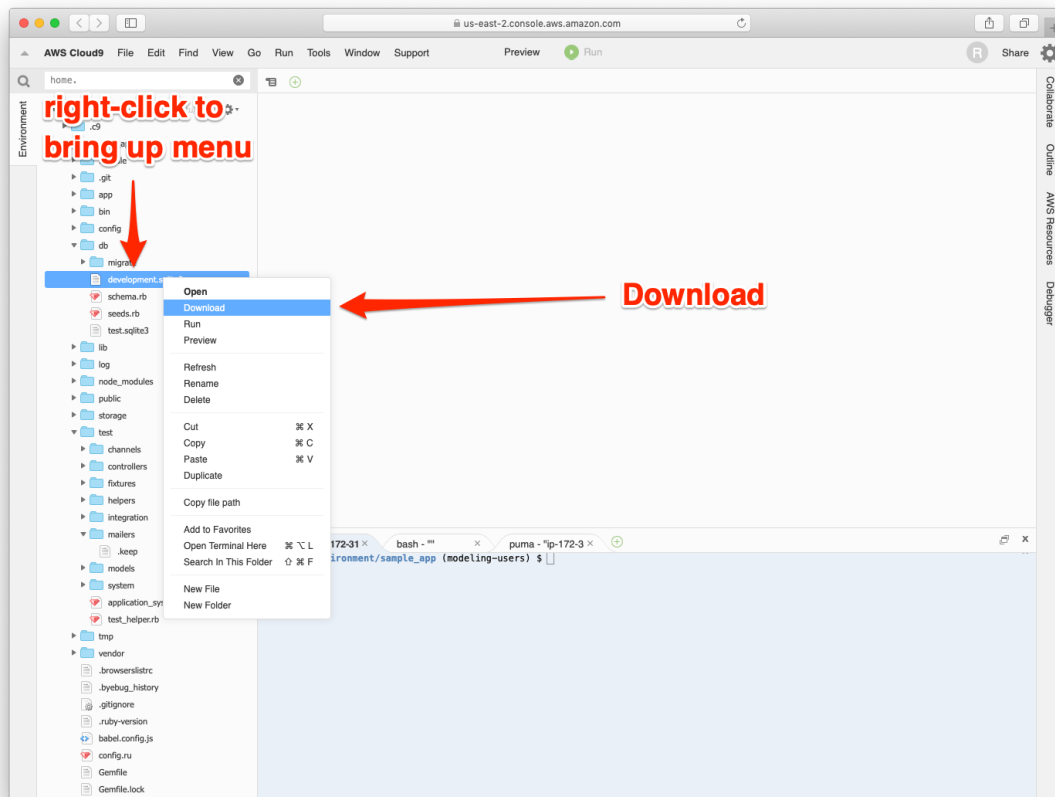 us-east-2.console.aws.amazon.com
AWS Cloud9 File Edit Find View Go Run Tools Window Support Preview Run R Share
home.
right-click to
bring up menu
Environment
Collaborate
Outline
AWS Resources
Debugger
.c9
.git
app
bin
config
db
development.s
schema.rb
seeds.rb
test.sqlite3
lib
log
node_modules
public
storage
test
channels
controllers
fixtures
helpers
integration
mailers
.keep
models
system
application_sys
test_helper.rb
tmp
vendor
.browserslistrc
.byebug_history
.gitignore
.ruby-version
babel.config.js
config.ru
Gemfile
Gemfile.lock
Open
Download
Run
Preview
Refresh
Rename
Delete
Cut ⌘ X
Copy ⌘ C
Paste ⌘ V
Duplicate
Copy file path
Add to Favorites
Open Terminal Here ⌘ ⌥ L
Search In This Folder ⇧ ⌘ F
New File
New Folder
Download
172-31 × bash - "" × puma - "ip-172-3 ×
ironment/sample_app (modeling-users) $